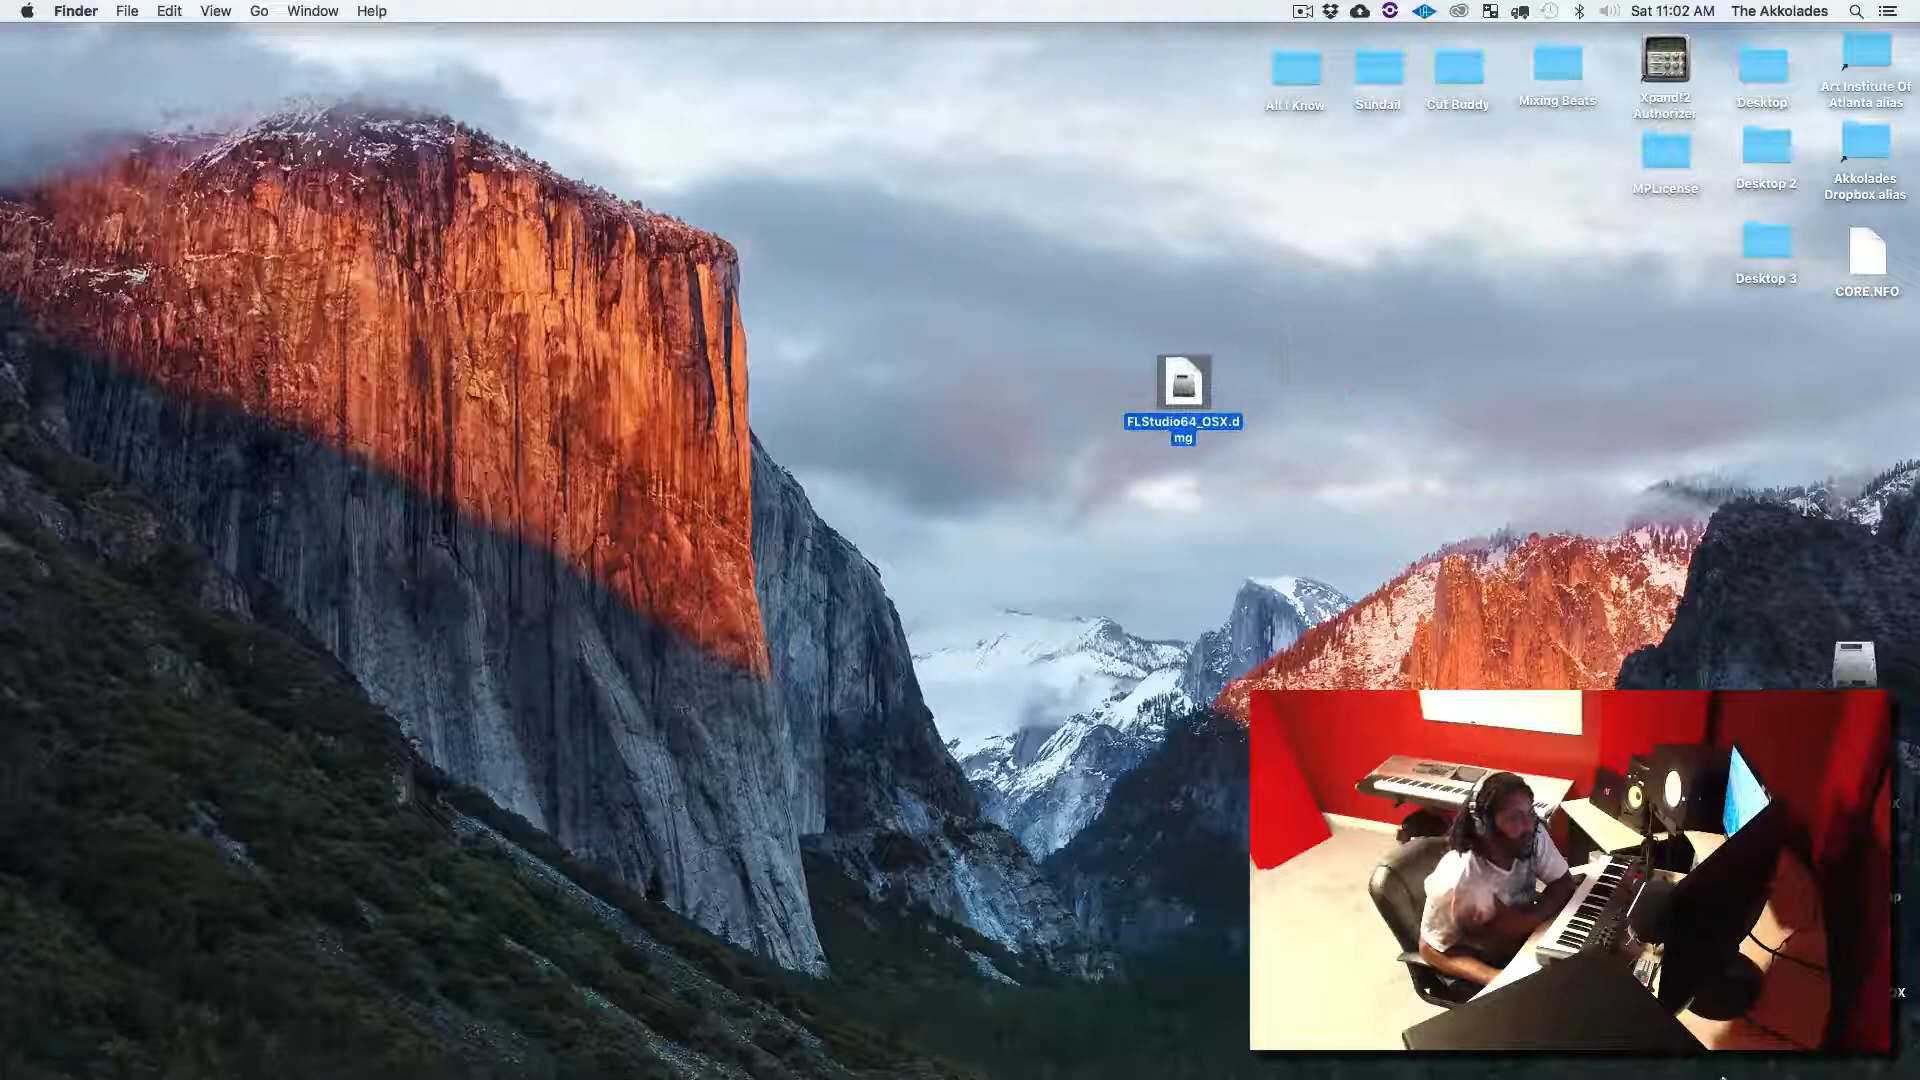 Finder File Edit View Go Window Help
Sat 11:02 AM The Akkolades
All I Know
Sundail
Cut Buddy
Mixing Beats
Xpand!2
Authorizer
Desktop
Art Institute Of
Atlanta alias
MPLicense
Desktop 2
Akkolades
Dropbox alias
Desktop 3
CORE.NFO
FLStudio64_OSX.d
mg